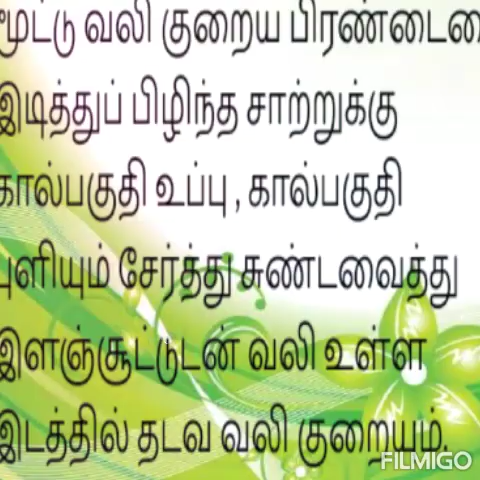 மூட்டு வலி குறைய பிரண்டையை
இடித்துப் பிழிந்த சாற்றுக்கு
கால்பகுதி உப்பு , கால்பகுதி
புளியும் சேர்த்து சுண்டவைத்து
இளஞ்சூட்டுடன் வலி உள்ள
இடத்தில் தடவ வலி குறையும்.
FILMIGO